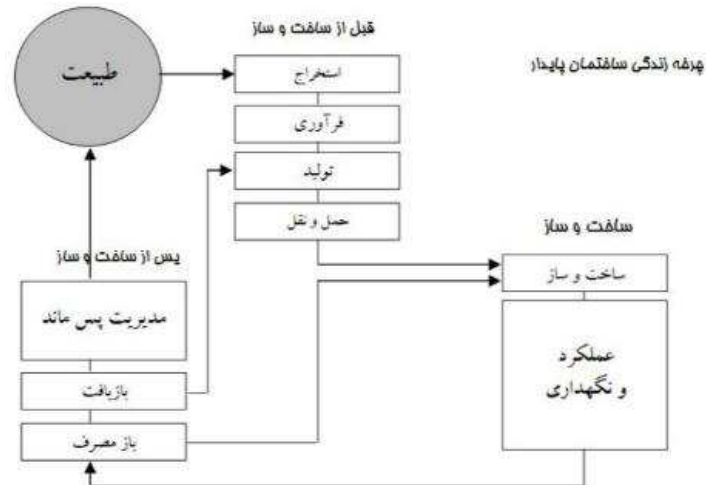 چرخه زندگی ساختمان پایدار
قبل از ساخت و ساز
طبیعت
استخراج
فرآوری
تولید
حمل و نقل
ساخت و ساز
ساخت و ساز
عملکرد
و نگهداری
پس از ساخت و ساز
مدیریت پس ماند
بازیافت
باز مصرف